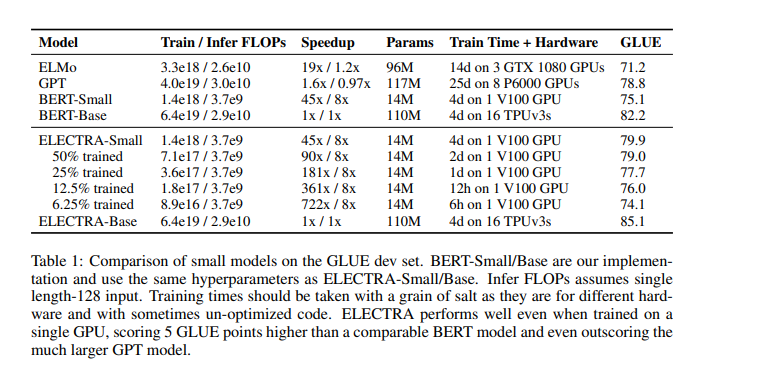 Model Train / Infer FLOPs Speedup Params Train Time + Hardware GLUE
ELMo 3.3e18 / 2.6e10 19x / 1.2x 96M 14d on 3 GTX 1080 GPUs 71.2
GPT 4.0e19 / 3.0e10 1.6x / 0.97x 117M 25d on 8 P6000 GPUs 78.8
BERT-Small 1.4e18 / 3.7e9 45x / 8x 14M 4d on 1 V100 GPU 75.1
BERT-Base 6.4e19 / 2.9e10 1x / 1x 110M 4d on 16 TPUv3s 82.2
ELECTRA-Small 1.4e18 / 3.7e9 45x / 8x 14M 4d on 1 V100 GPU 79.9
50% trained 7.1e17 / 3.7e9 90x / 8x 14M 2d on 1 V100 GPU 79.0
25% trained 3.6e17 / 3.7e9 181x / 8x 14M 1d on 1 V100 GPU 77.7
12.5% trained 1.8e17 / 3.7e9 361x / 8x 14M 12h on 1 V100 GPU 76.0
6.25% trained 8.9e16 / 3.7e9 722x / 8x 14M 6h on 1 V100 GPU 74.1
ELECTRA-Base 6.4e19 / 2.9e10 1x / 1x 110M 4d on 16 TPUv3s 85.1
Table 1: Comparison of small models on the GLUE dev set. BERT-Small/Base are our implemen-
tation and use the same hyperparameters as ELECTRA-Small/Base. Infer FLOPs assumes single
length-128 input. Training times should be taken with a grain of salt as they are for different hard-
ware and with sometimes un-optimized code. ELECTRA performs well even when trained on a
single GPU, scoring 5 GLUE points higher than a comparable BERT model and even outscoring the
much larger GPT model.